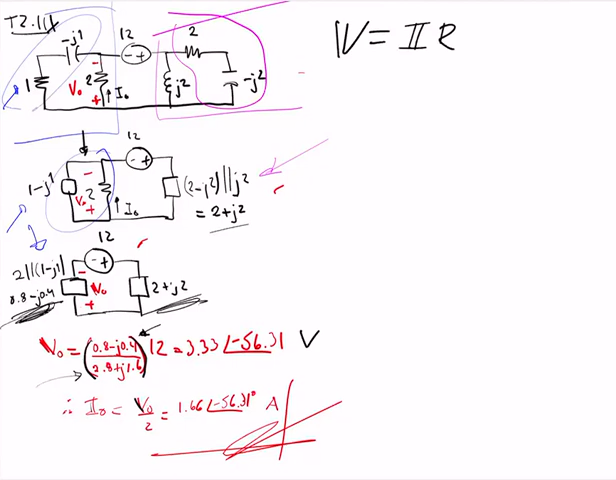 T2.11X
V = I R
-j1
12
2
1
2
Vo
-
+
Io
j2
-j2
- +
12
1-j1
2
Vo
-
+
Io
- +
(2-j2)||j2
= 2+j2
12
2||(1-j1)
0.8-j0.4
- +
-
Vo
+
2+j2
Vo = (0.8-j0.4 / 2.8+j1.6) 12 = 3.33 ∠-56.31 V
∴ Io = Vo/2 = 1.66 ∠-56.31° A